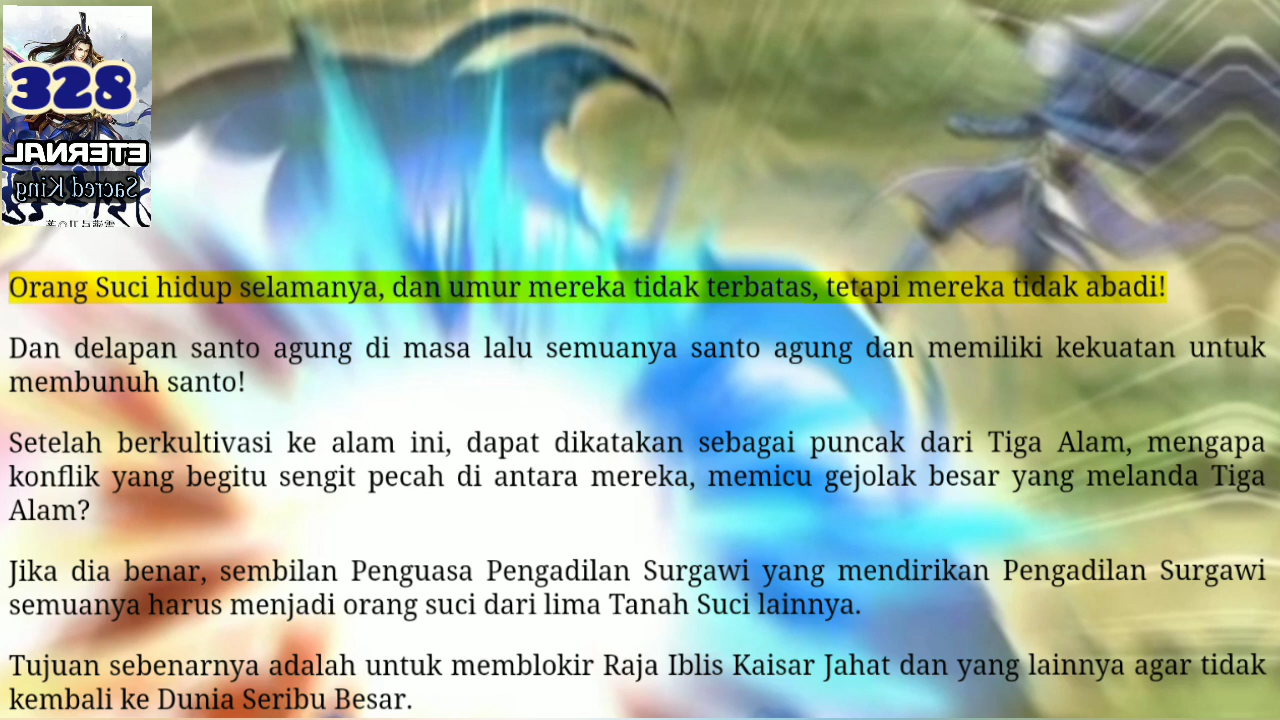 328
ETERNAL
Sacred King
Orang Suci hidup selamanya, dan umur mereka tidak terbatas, tetapi mereka tidak abadi!
Dan delapan santo agung di masa lalu semuanya santo agung dan memiliki kekuatan untuk
membunuh santo!
Setelah berkultivasi ke alam ini, dapat dikatakan sebagai puncak dari Tiga Alam, mengapa
konflik yang begitu sengit pecah di antara mereka, memicu gejolak besar yang melanda Tiga
Alam?
Jika dia benar, sembilan Penguasa Pengadilan Surgawi yang mendirikan Pengadilan Surgawi
semuanya harus menjadi orang suci dari lima Tanah Suci lainnya.
Tujuan sebenarnya adalah untuk memblokir Raja Iblis Kaisar Jahat dan yang lainnya agar tidak
kembali ke Dunia Seribu Besar.